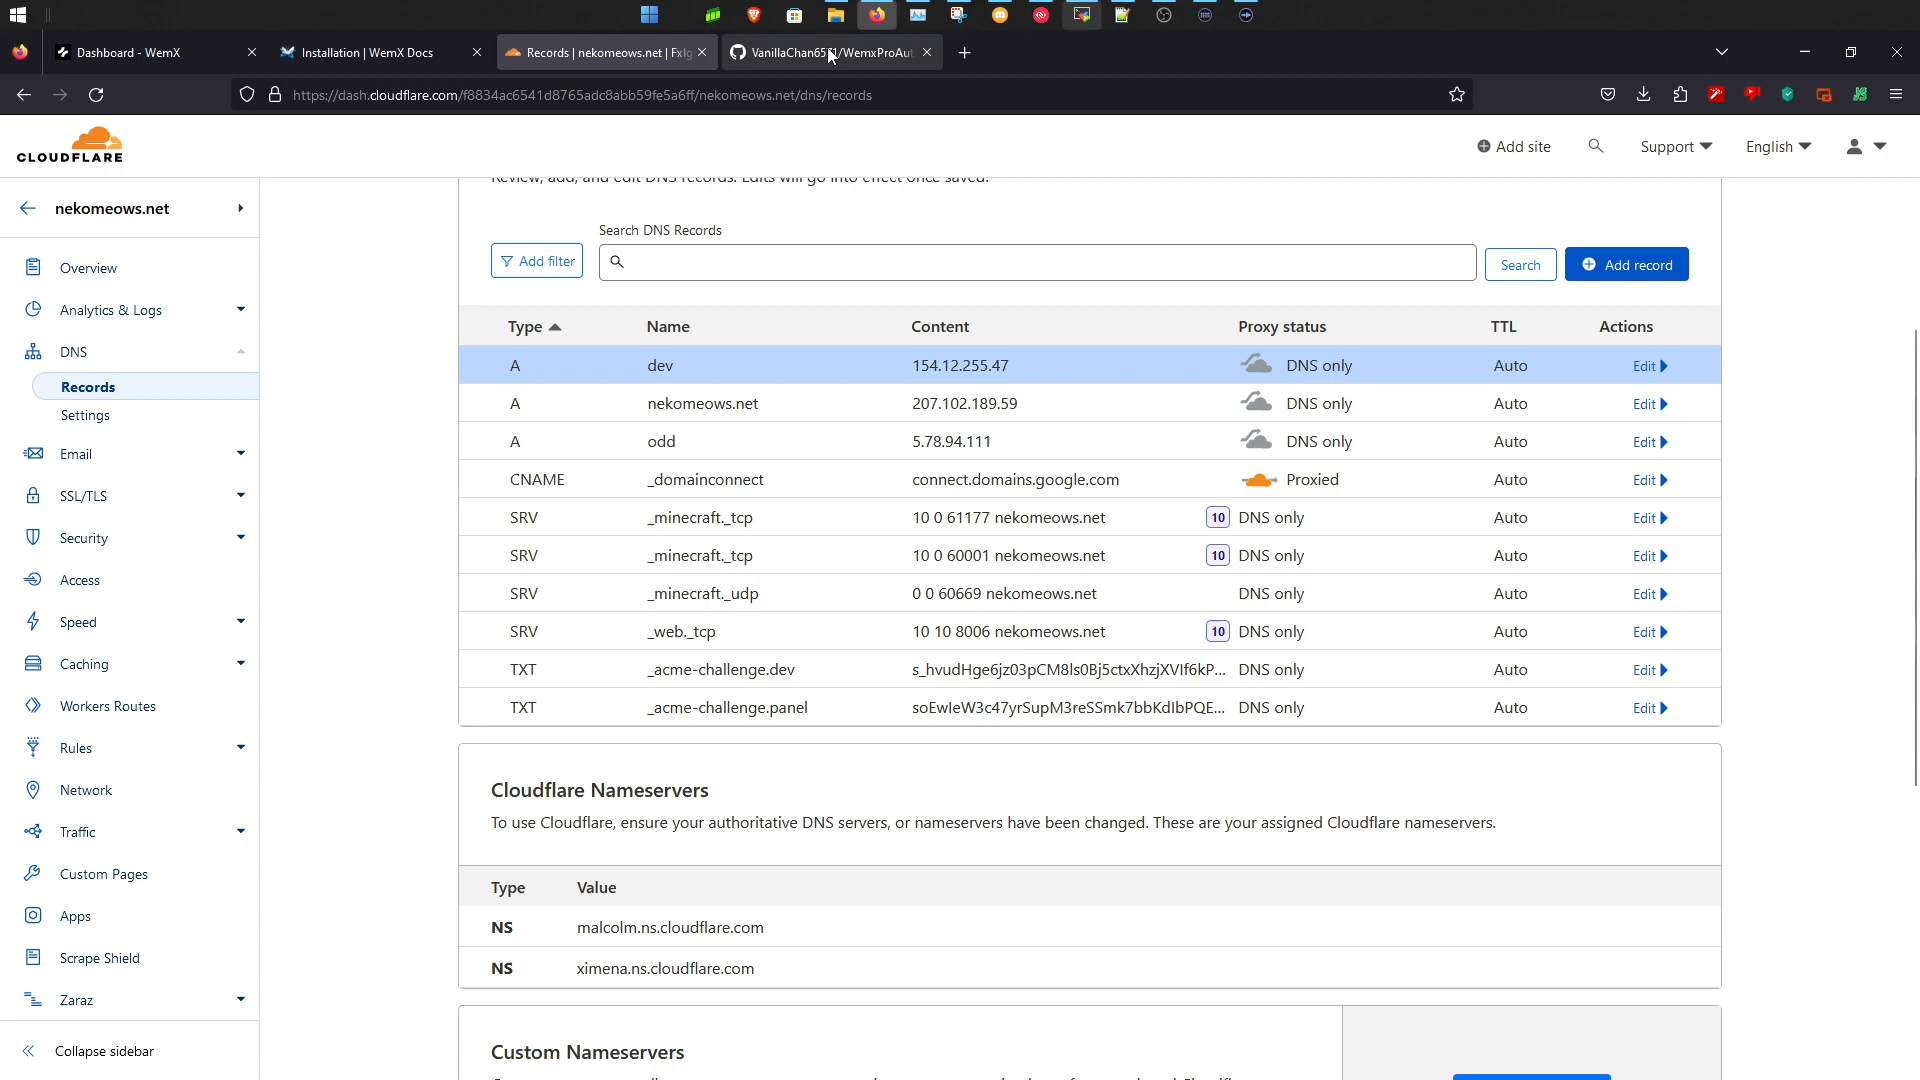 Dashboard - WemX
Installation | WemX Docs
Records | nekomeows.net | FxIg
VanillaChan6571/WemxProAut
https://dash.cloudflare.com/f8834ac6541d8765adc8abb59fe5a6ff/nekomeows.net/dns/records
CLOUDFLARE
Add site
Support
English
nekomeows.net
Overview
Analytics & Logs
DNS
Records
Settings
Email
SSL/TLS
Security
Access
Speed
Caching
Workers Routes
Rules
Network
Traffic
Custom Pages
Apps
Scrape Shield
Zaraz
Collapse sidebar
Review, add, and edit DNS records. Edits will go into effect once saved.
Search DNS Records
Add filter
Search
Add record
Type Name Content Proxy status TTL Actions
A dev 154.12.255.47 DNS only Auto Edit
A nekomeows.net 207.102.189.59 DNS only Auto Edit
A odd 5.78.94.111 DNS only Auto Edit
CNAME _domainconnect connect.domains.google.com Proxied Auto Edit
SRV _minecraft._tcp 10 0 61177 nekomeows.net 10 DNS only Auto Edit
SRV _minecraft._tcp 10 0 60001 nekomeows.net 10 DNS only Auto Edit
SRV _minecraft._udp 0 0 60669 nekomeows.net DNS only Auto Edit
SRV _web._tcp 10 10 8006 nekomeows.net 10 DNS only Auto Edit
TXT _acme-challenge.dev s_hvudHge6jz03pCM8ls0Bj5ctxXhzjXVIf6kP... DNS only Auto Edit
TXT _acme-challenge.panel soEwleW3c47yrSupM3reSSmk7bbKdIbPQE... DNS only Auto Edit
Cloudflare Nameservers
To use Cloudflare, ensure your authoritative DNS servers, or nameservers have been changed. These are your assigned Cloudflare nameservers.
Type Value
NS malcolm.ns.cloudflare.com
NS ximena.ns.cloudflare.com
Custom Nameservers